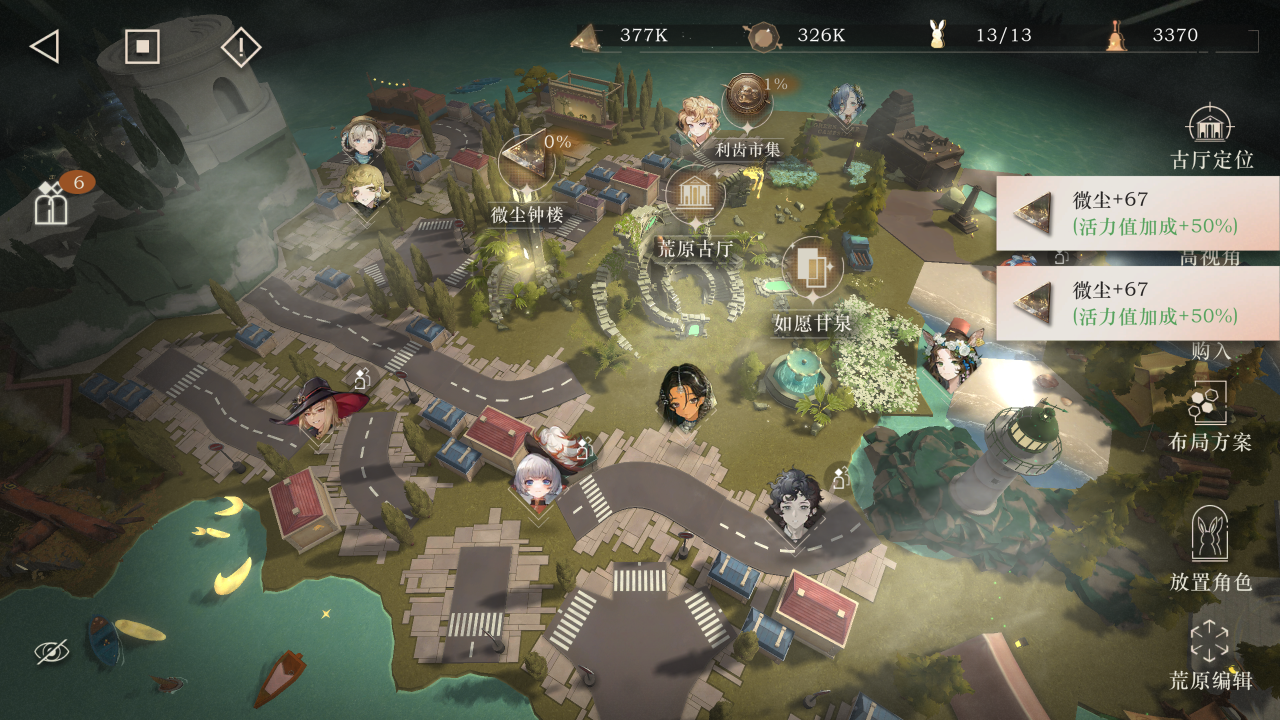 377K
326K
13/13
3370
1%
利齿市集
古厅定位
0%
6
微尘钟楼
微尘+67
(活力值加成+50%)
荒原古厅
高视角
微尘+67
(活力值加成+50%)
如愿甘泉
购入
布局方案
放置角色
荒原编辑